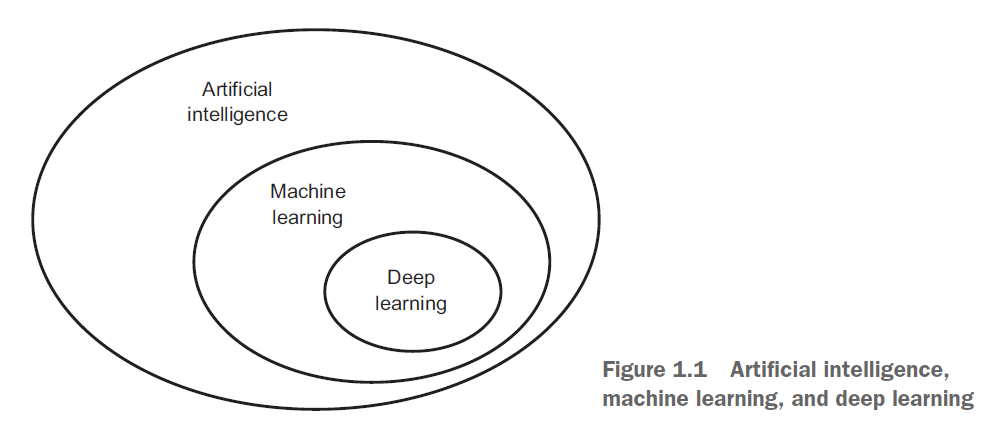 Artificial
intelligence
Machine
learning
Deep
learning
Figure 1.1 Artificial intelligence,
machine learning, and deep learning